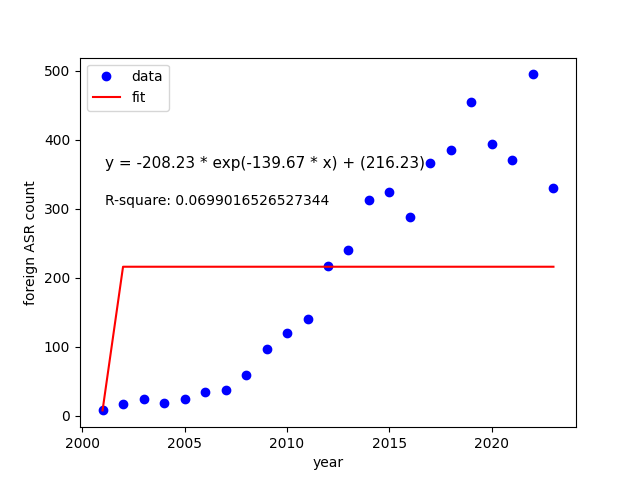 500
400
300
200
100
0
2000 2005 2010 2015 2020
year
foreign ASR count
data
fit
y = -208.23 * exp(-139.67 * x) + (216.23)
R-square: 0.0699016526527344